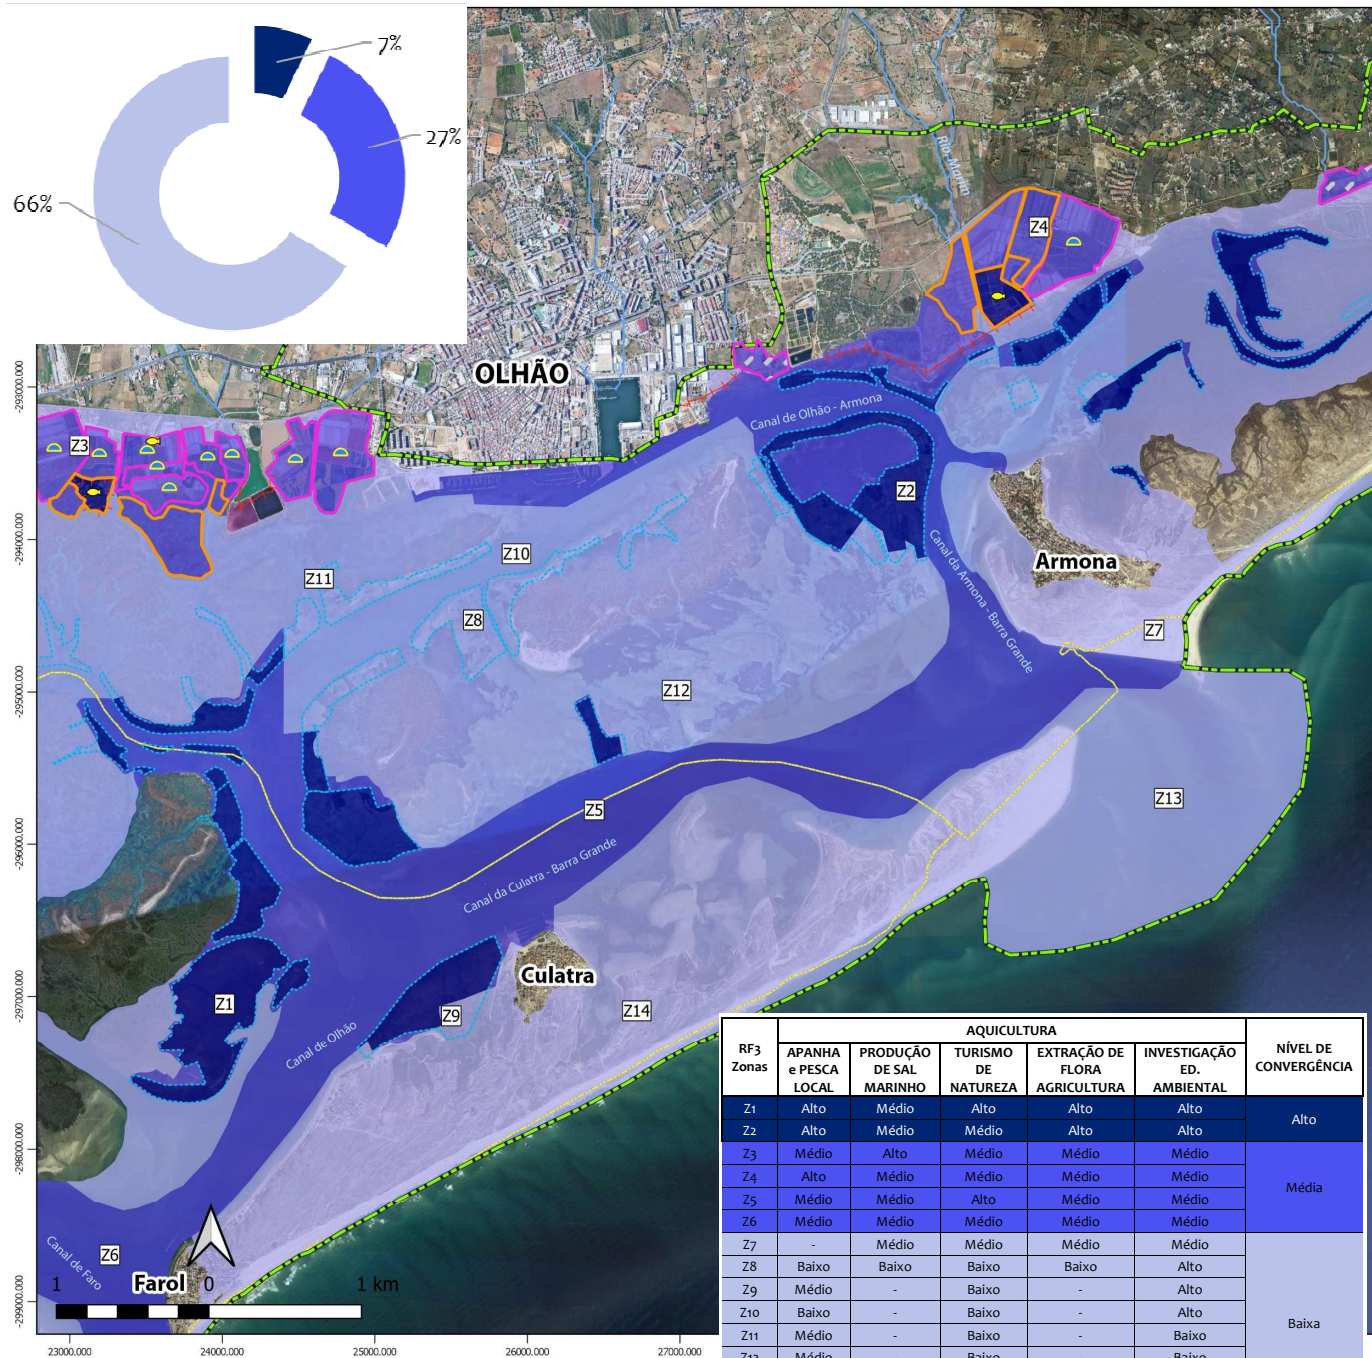 7%
27%
66%
Rio Marim
Z4
OLHÃO
Canal de Olhão - Armona
Z3
Z2
Z10
Z11
Canal da Armona - Barra Grande
Armona
Z8
Z7
Z12
Z5
Z13
Canal da Culatra - Barra Grande
Culatra
Z1
Z9
Z14
Canal de Olhão
Z6
Canal de Faro
Farol
1 0 1 km
-293000.000
-294000.000
-295000.000
-296000.000
-297000.000
-298000.000
-299000.000
23000.000 24000.000 25000.000 26000.000 27000.000
RF3 Zonas AQUICULTURA NÍVEL DE CONVERGÊNCIA
APANHA e PESCA LOCAL PRODUÇÃO DE SAL MARINHO TURISMO DE NATUREZA EXTRAÇÃO DE FLORA AGRICULTURA INVESTIGAÇÃO ED. AMBIENTAL
Z1 Alto Médio Alto Alto Alto Alto
Z2 Alto Médio Médio Alto Alto
Z3 Médio Alto Médio Médio Médio Média
Z4 Alto Médio Médio Médio Médio
Z5 Médio Médio Alto Médio Médio
Z6 Médio Médio Médio Médio Médio
Z7 - Médio Médio Médio Médio Baixa
Z8 Baixo Baixo Baixo Baixo Alto
Z9 Médio - Baixo - Alto
Z10 Baixo - Baixo - Alto
Z11 Médio - Baixo - Baixo
Z12 Médio Baixo Baixo